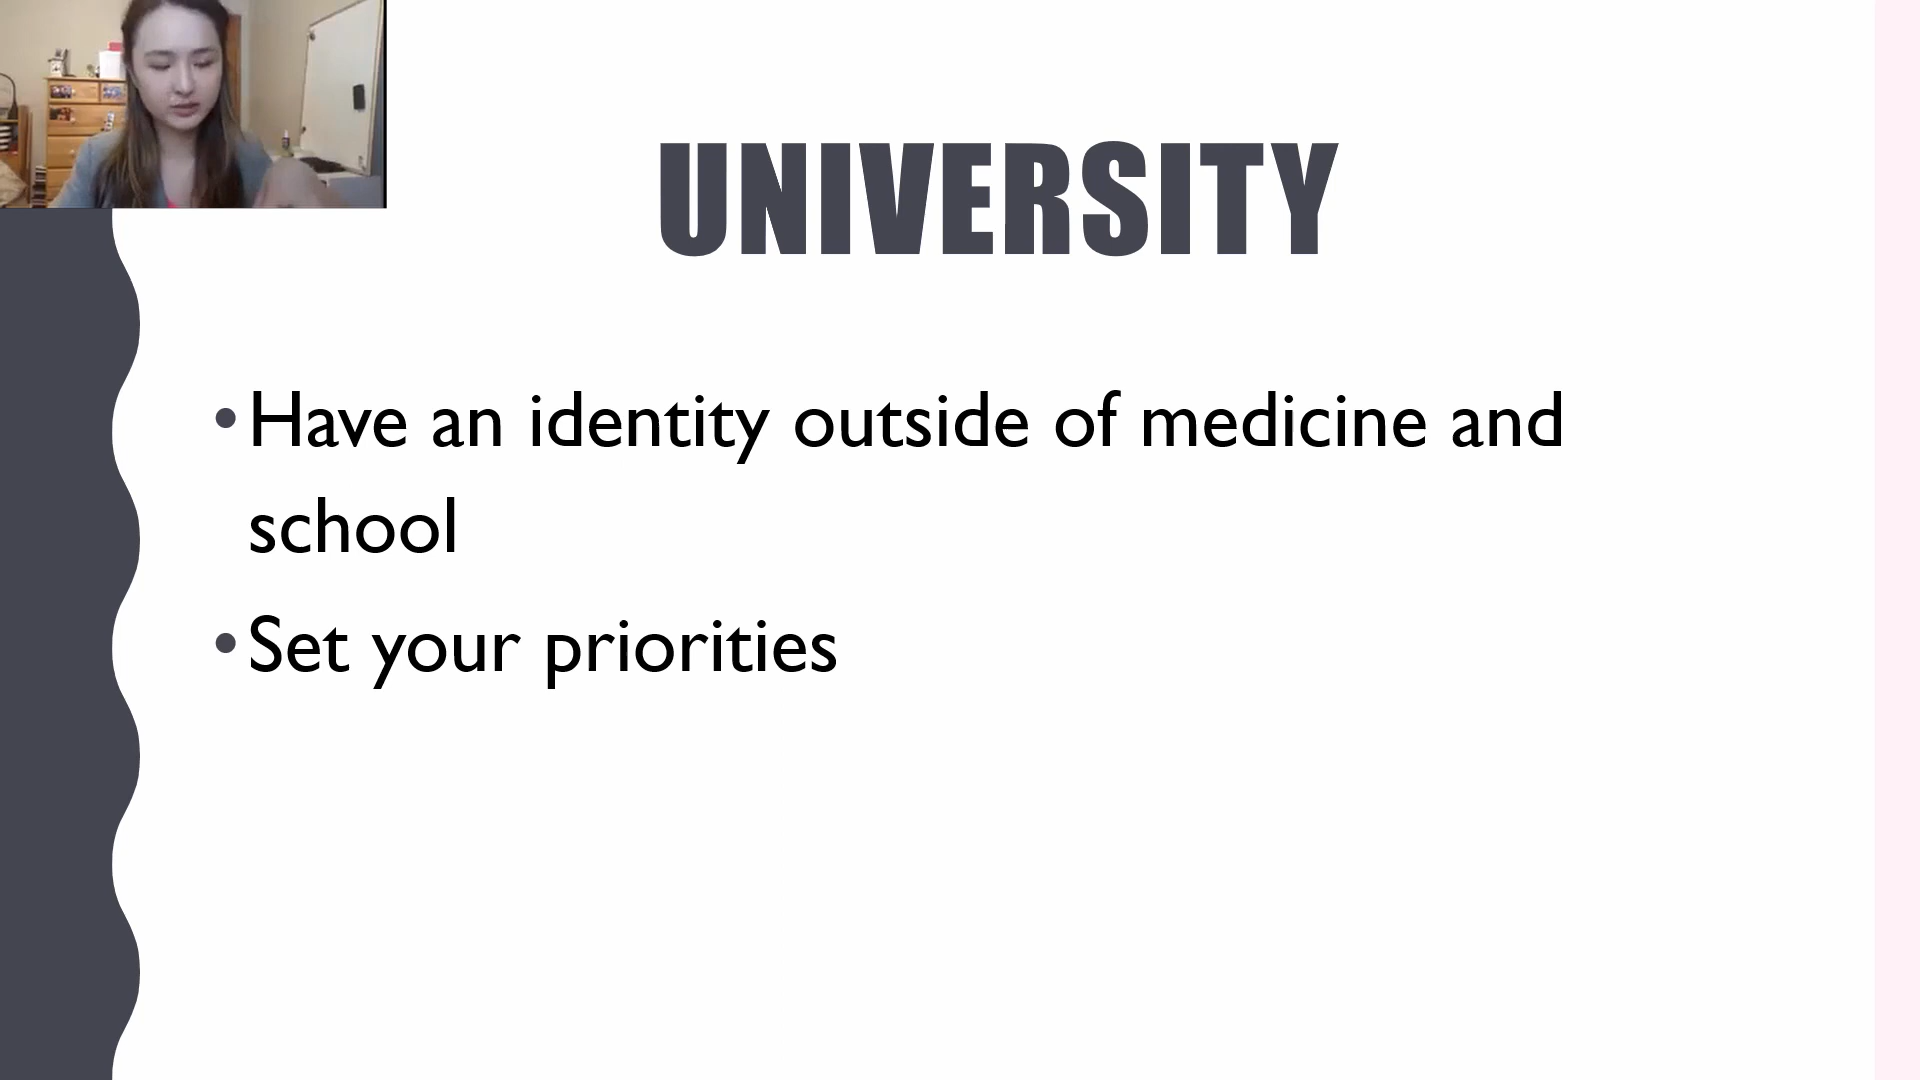 UNIVERSITY
•Have an identity outside of medicine and
school
•Set your priorities